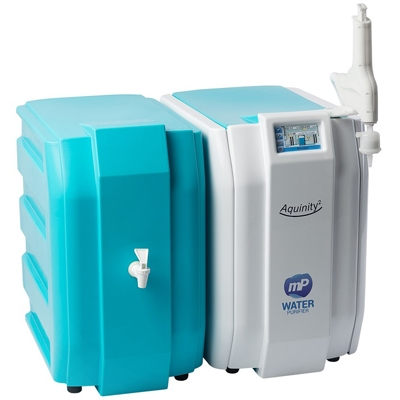 Aquinity²
mP
WATER
PURIFIER